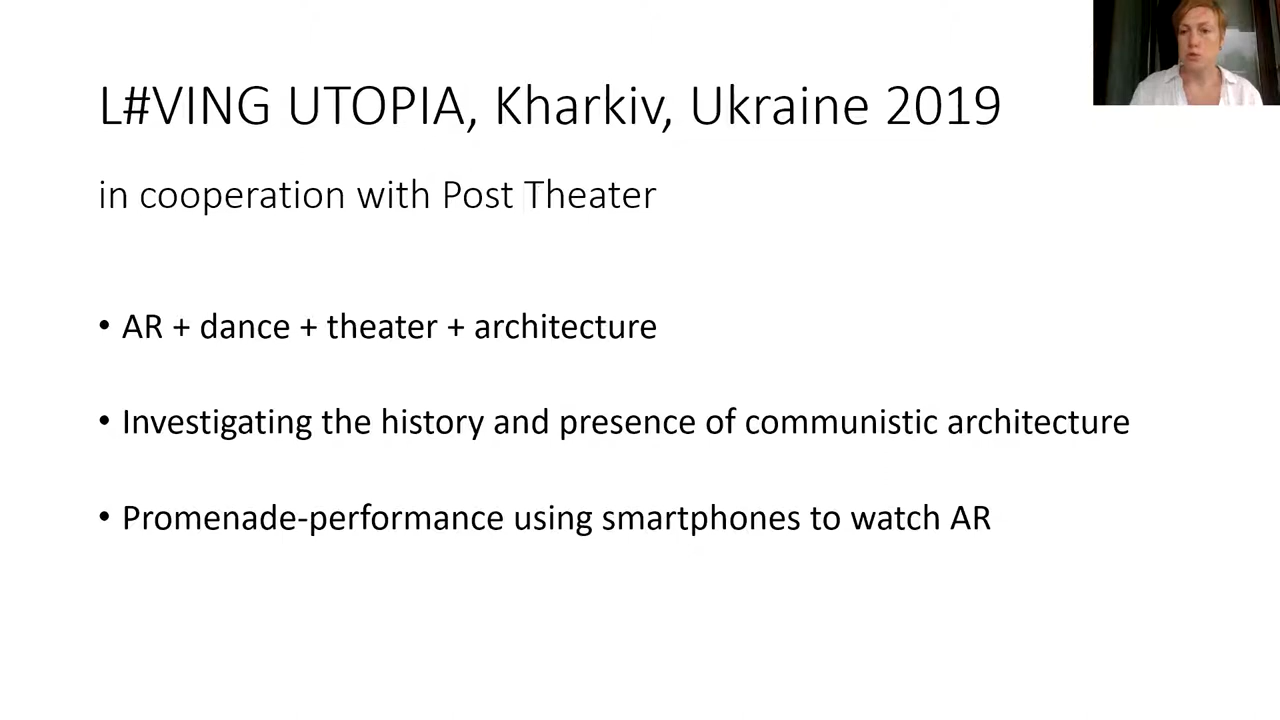 L#VING UTOPIA, Kharkiv, Ukraine 2019
in cooperation with Post Theater
• AR + dance + theater + architecture
• Investigating the history and presence of communistic architecture
• Promenade-performance using smartphones to watch AR